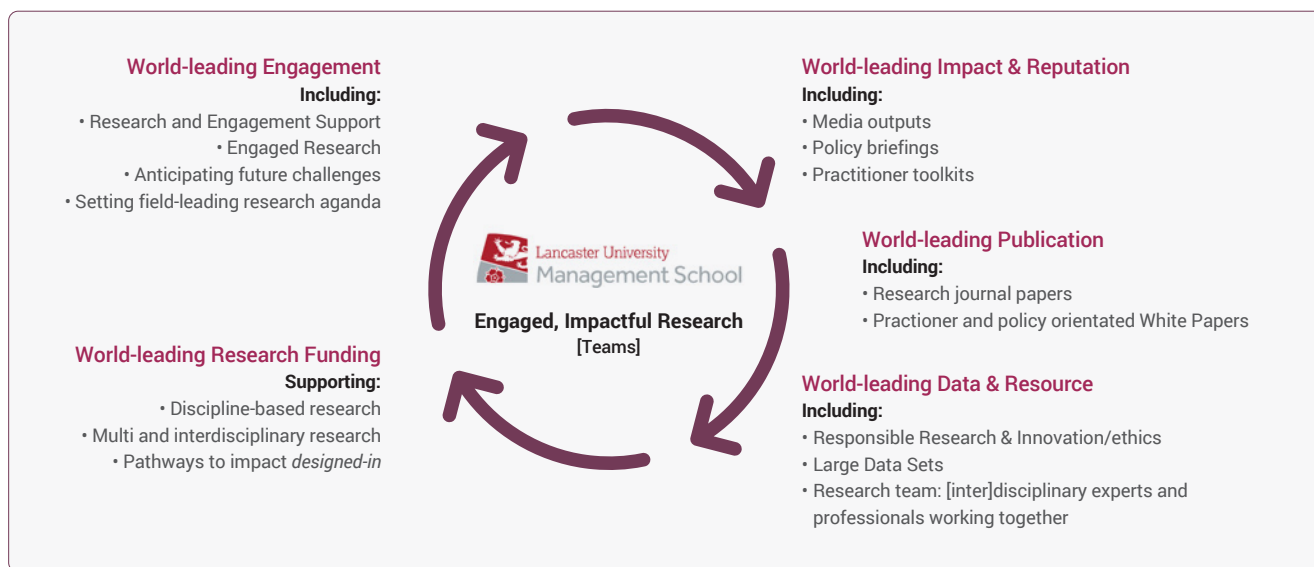 World-leading Engagement
Including:
• Research and Engagement Support
• Engaged Research
• Anticipating future challenges
• Setting field-leading research aganda
World-leading Impact & Reputation
Including:
• Media outputs
• Policy briefings
• Practitioner toolkits
Lancaster University
Management School
Engaged, Impactful Research
[Teams]
World-leading Publication
Including:
• Research journal papers
• Practioner and policy orientated White Papers
World-leading Research Funding
Supporting:
• Discipline-based research
• Multi and interdisciplinary research
• Pathways to impact designed-in
World-leading Data & Resource
Including:
• Responsible Research & Innovation/ethics
• Large Data Sets
• Research team: [inter]disciplinary experts and
professionals working together